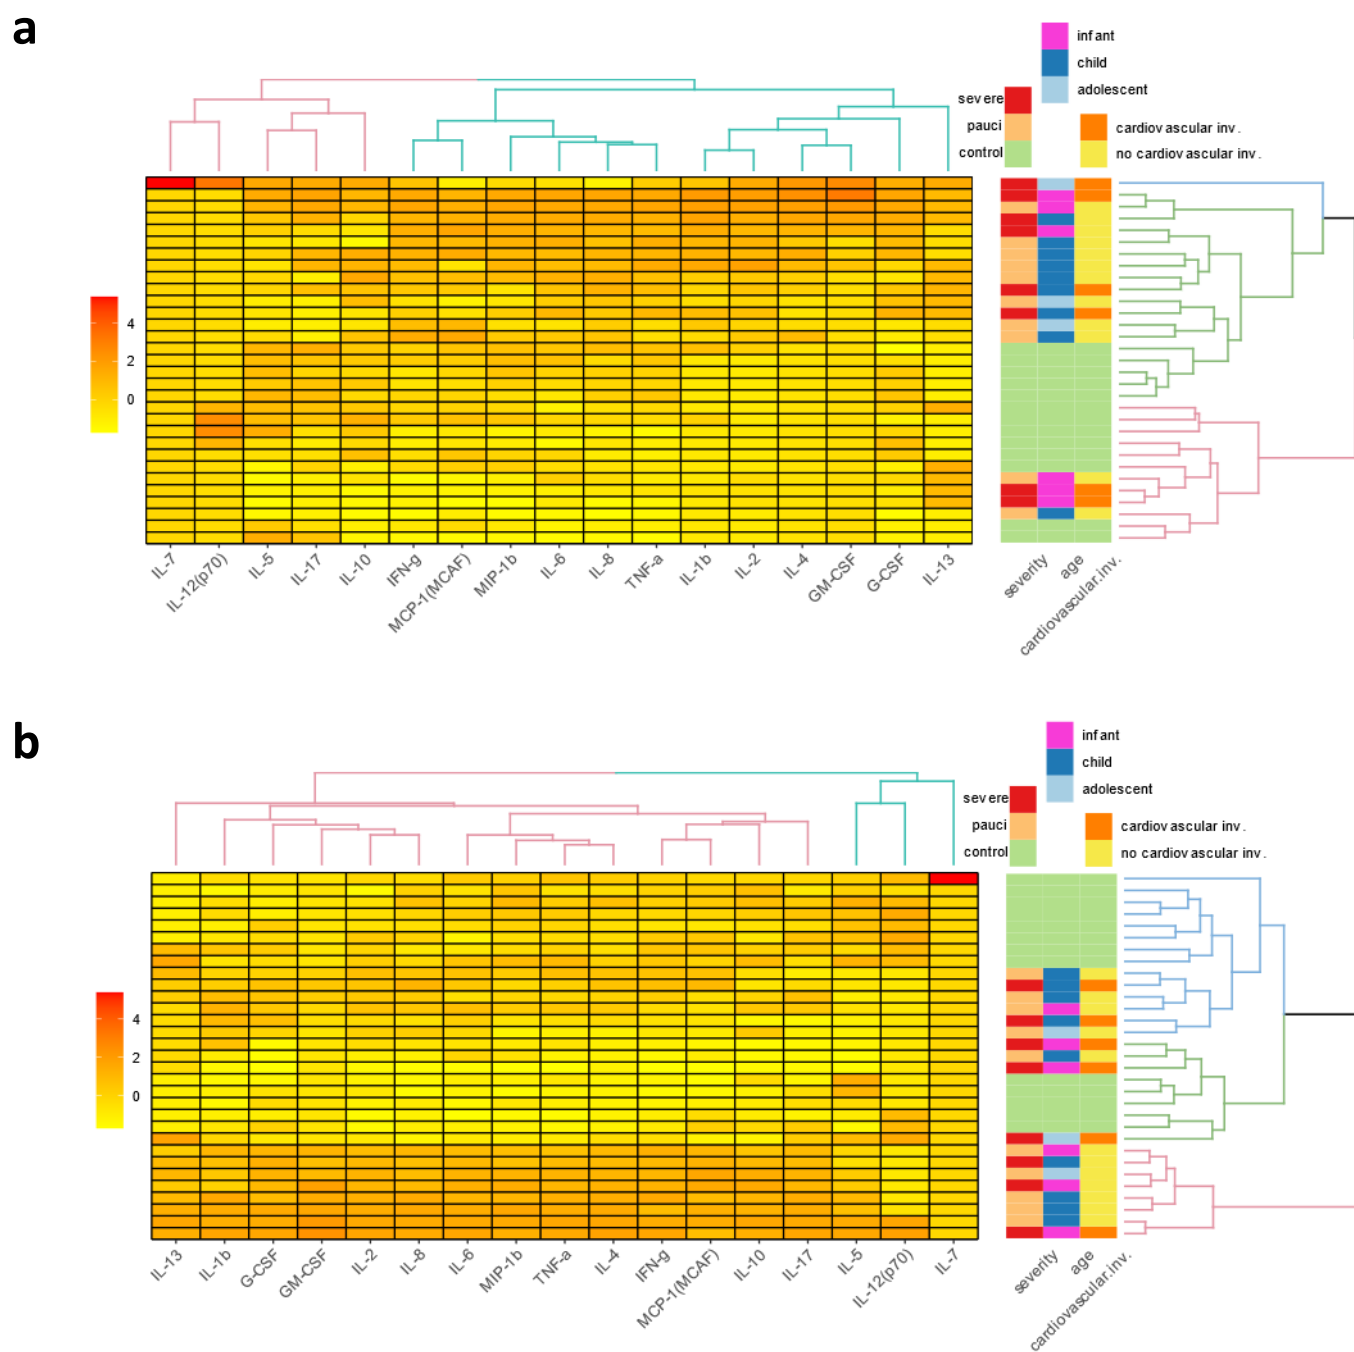 a
infant
child
adolescent
severe
pauci
control
cardiovascular inv.
no cardiovascular inv.
4
2
0
IL-7
IL-12(p70)
IL-5
IL-17
IL-10
IFN-g
MCP-1(MCAF)
MIP-1b
IL-6
IL-8
TNF-a
IL-1b
IL-2
IL-4
GM-CSF
G-CSF
IL-13
severity
age
cardiovascular.inv.
b
infant
child
adolescent
severe
pauci
control
cardiovascular inv.
no cardiovascular inv.
4
2
0
IL-13
IL-1b
G-CSF
GM-CSF
IL-2
IL-8
IL-6
MIP-1b
TNF-a
IL-4
IFN-g
MCP-1(MCAF)
IL-10
IL-17
IL-5
IL-12(p70)
IL-7
severity
age
cardiovascular.inv.